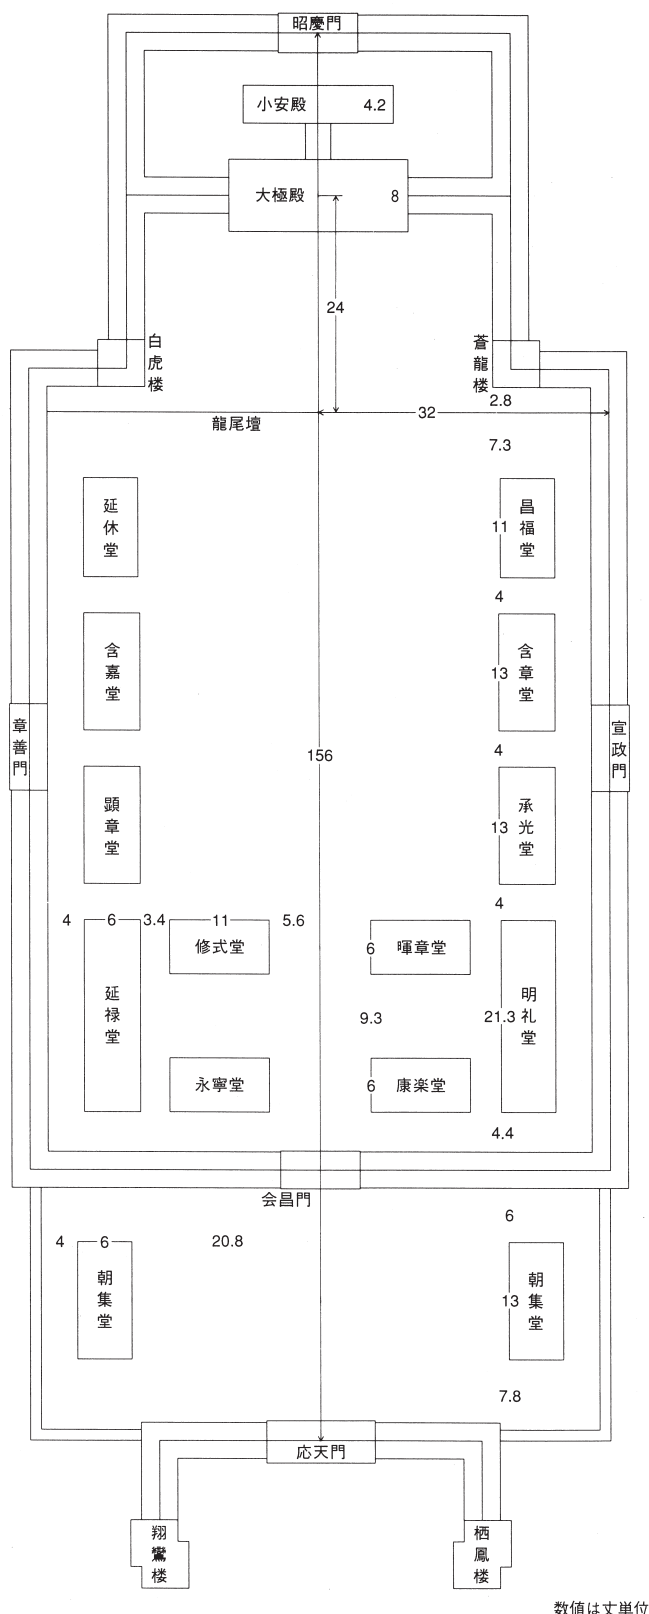 昭慶門
小安殿
4.2
大極殿
8
24
白虎楼
蒼龍楼
2.8
32
龍尾壇
7.3
延休堂
11
昌福堂
4
含嘉堂
13
含章堂
章善門
宣政門
156
4
顕章堂
13
承光堂
4
4
6
3.4
11
5.6
修式堂
6
暉章堂
延禄堂
9.3
21.3
明礼堂
永寧堂
6
康楽堂
4.4
会昌門
6
4
6
20.8
朝集堂
13
朝集堂
7.8
応天門
翔鸞楼
栖鳳楼
数値は丈単位